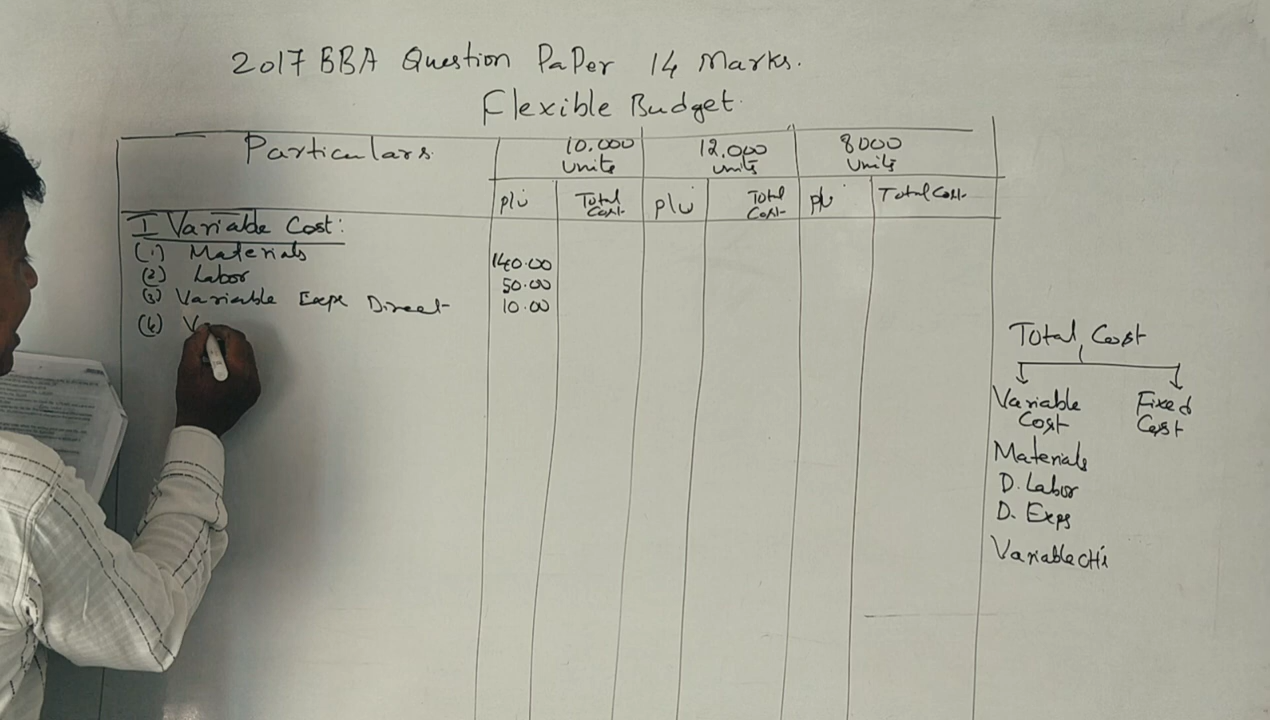 2017 BBA Question Paper 14 Marks.
Flexible Budget.
Particulars 10.000 units 12.000 units 8000 units
P/u Total Cost P/u Total Cost P/u Total Cost
I Variable Cost:
(1) Materials 140.00
(2) Labor 50.00
(3) Variable Exps Direct 10.00
(4) V
Total Cost
Variable Cost
Fixed Cost
Materials
D. Labor
D. Exps
Variable